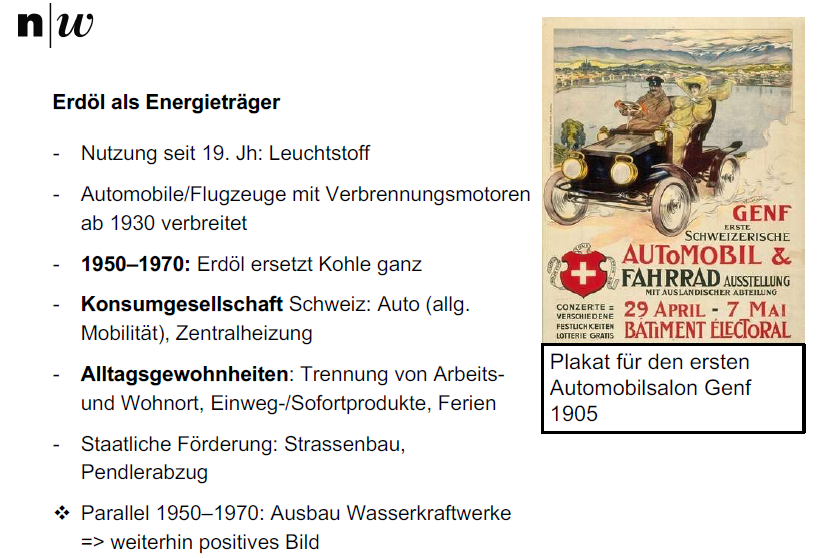 n|w
Erdöl als Energieträger
- Nutzung seit 19. Jh: Leuchtstoff
- Automobile/Flugzeuge mit Verbrennungsmotoren
ab 1930 verbreitet
- 1950–1970: Erdöl ersetzt Kohle ganz
- Konsumgesellschaft Schweiz: Auto (allg.
Mobilität), Zentralheizung
- Alltagsgewohnheiten: Trennung von Arbeits-
und Wohnort, Einweg-/Sofortprodukte, Ferien
- Staatliche Förderung: Strassenbau,
Pendlerabzug
❖ Parallel 1950–1970: Ausbau Wasserkraftwerke
=> weiterhin positives Bild
GENF
ERSTE
SCHWEIZERISCHE
AUTOMOBIL &
FAHRRAD AUSSTELLUNG
MIT AUSLANDISCHER ABTEILUNG
CONZERTE =
VERSCHIEDENE
FESTLICHKEITEN
LOTTERIE GRATIS
29 APRIL - 7 MAI
BÂTIMENT ÉLECTORAL
Plakat für den ersten
Automobilsalon Genf
1905